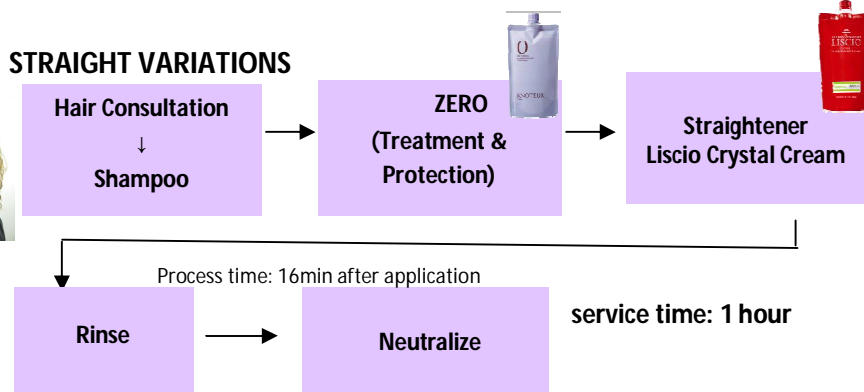 STRAIGHT VARIATIONS
Hair Consultation
↓
Shampoo
O
ZERO
(Treatment &
Protection)
LISCIO
Straightener
Liscio Crystal Cream
Process time: 16min after application
Rinse
Neutralize
service time: 1 hour